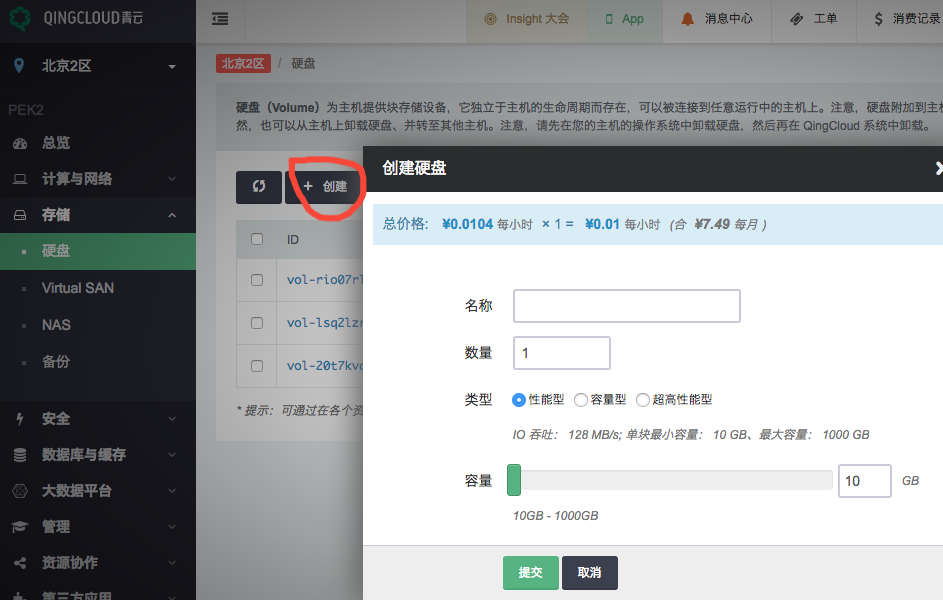 QINGCLOUD青云
Insight 大会
App
消息中心
工单
消费记录
北京2区
PEK2
总览
计算与网络
存储
硬盘
Virtual SAN
NAS
备份
安全
数据库与缓存
大数据平台
管理
资源协作
第三方应用
北京2区 / 硬盘
硬盘（Volume）为主机提供块存储设备，它独立于主机的生命周期而存在，可以被连接到任意运行中的主机上。注意，硬盘附加到主机
然，也可以从主机上卸载硬盘、并转至其他主机。注意，请先在您的主机的操作系统中卸载硬盘，然后再在 QingCloud 系统中卸载。
+ 创建
ID
vol-rio07r
vol-lsq2lz
vol-20t7kv
* 提示：可通过在各个资
创建硬盘
总价格: ¥0.0104 每小时 × 1 = ¥0.01 每小时 (合 ¥7.49 每月)
名称
数量 1
类型 性能型 容量型 超高性能型
IO 吞吐: 128 MB/s; 单块最小容量: 10 GB、最大容量: 1000 GB
容量 10 GB
10GB - 1000GB
提交 取消